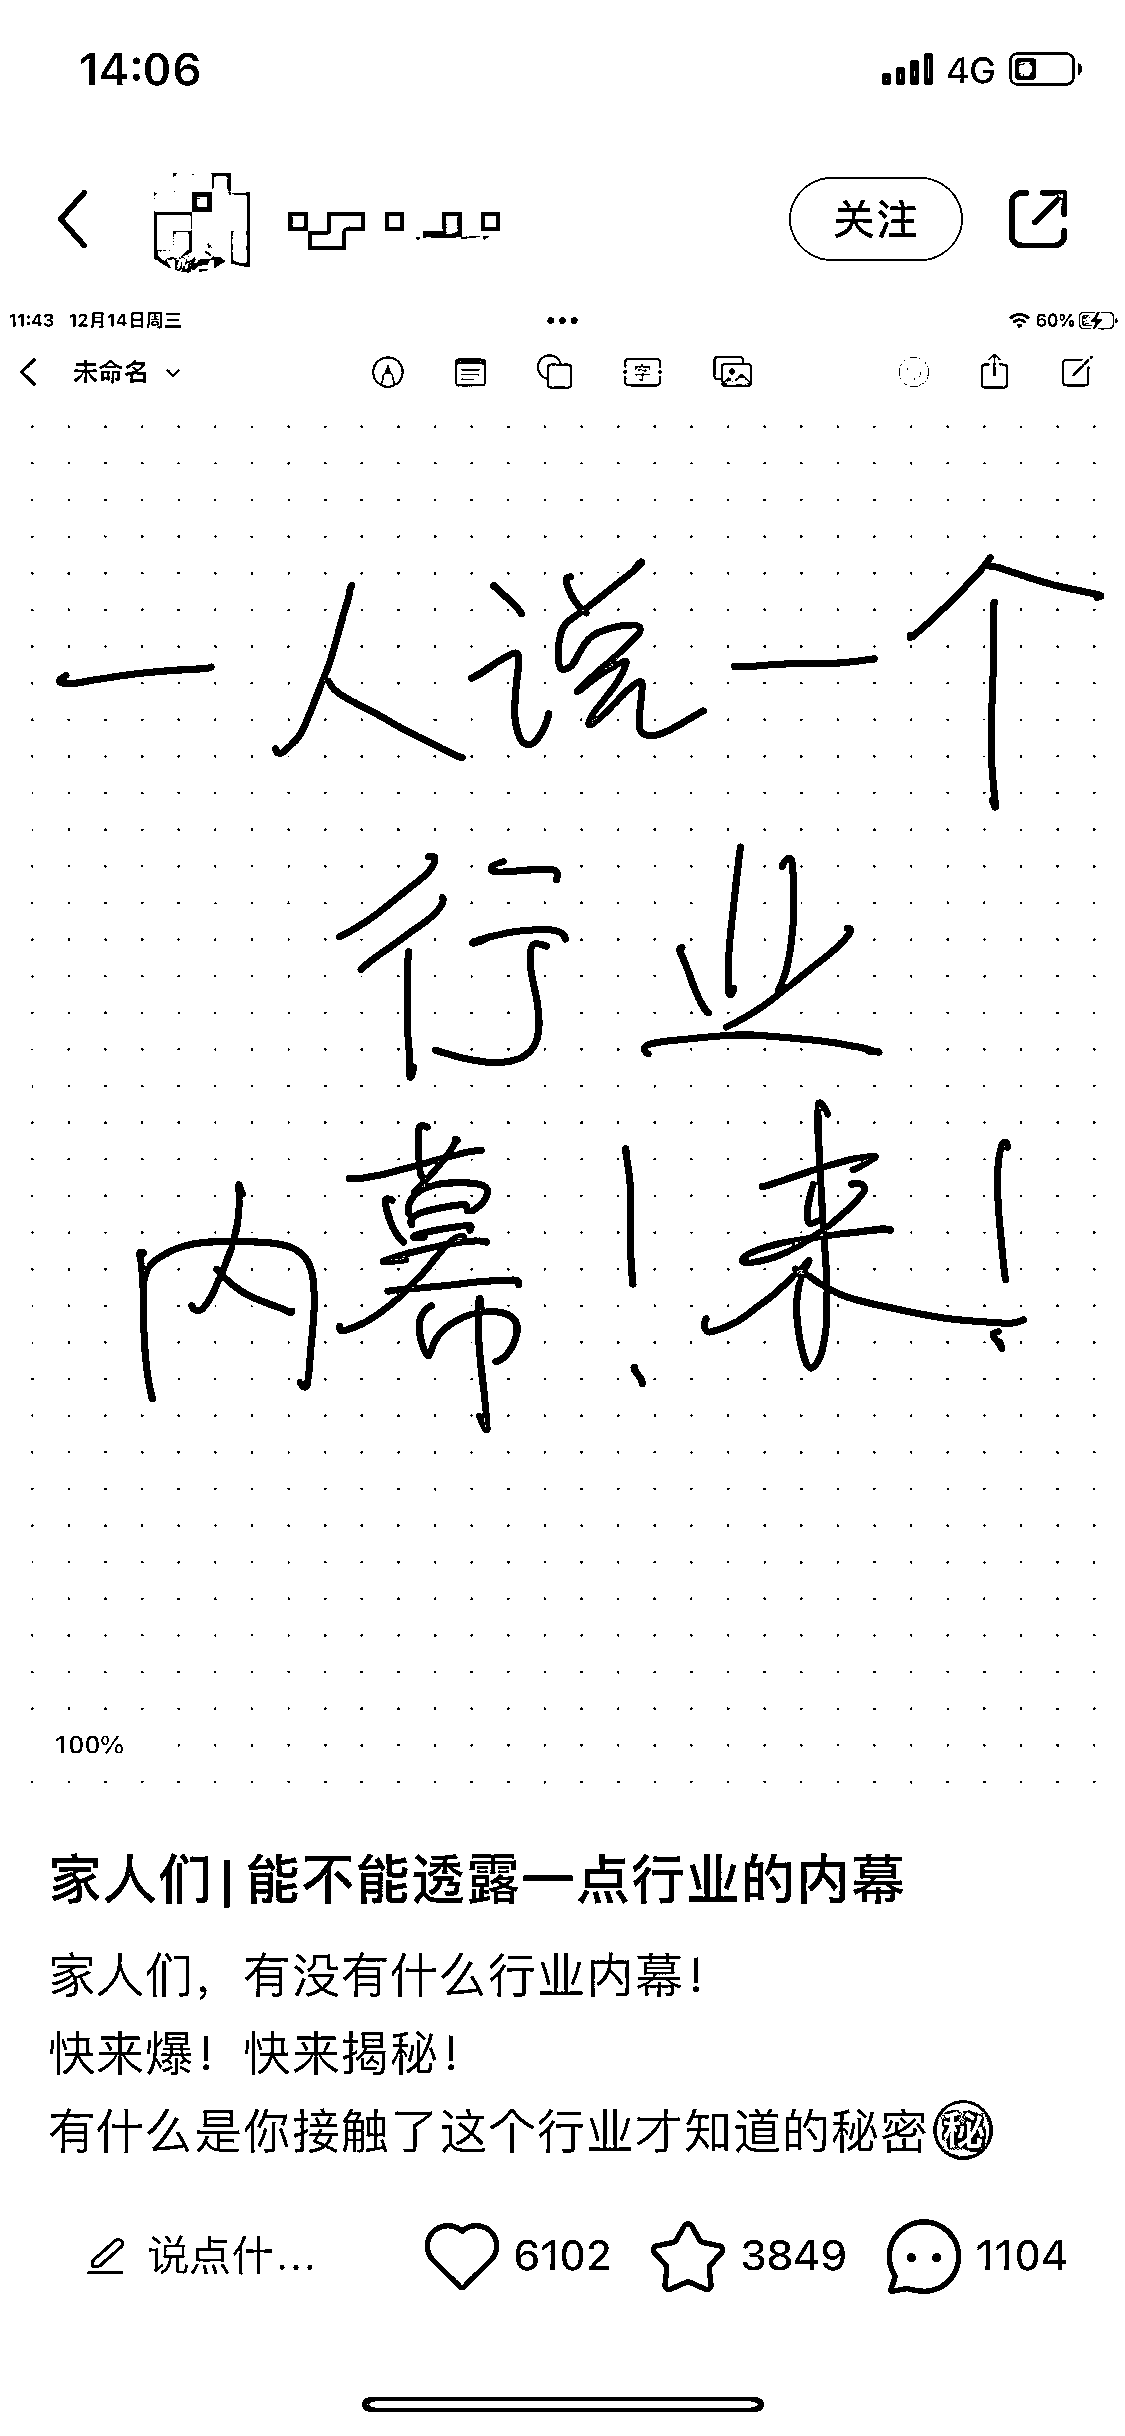 14:06 4G
关注
11:43 12月14日周三 60%
未命名 字
一人说一个
行业
内幕！来！
100%
家人们|能不能透露一点行业的内幕
家人们，有没有什么行业内幕！
快来爆！快来揭秘！
有什么是你接触了这个行业才知道的秘密㊙
说点什... 6102 3849 1104